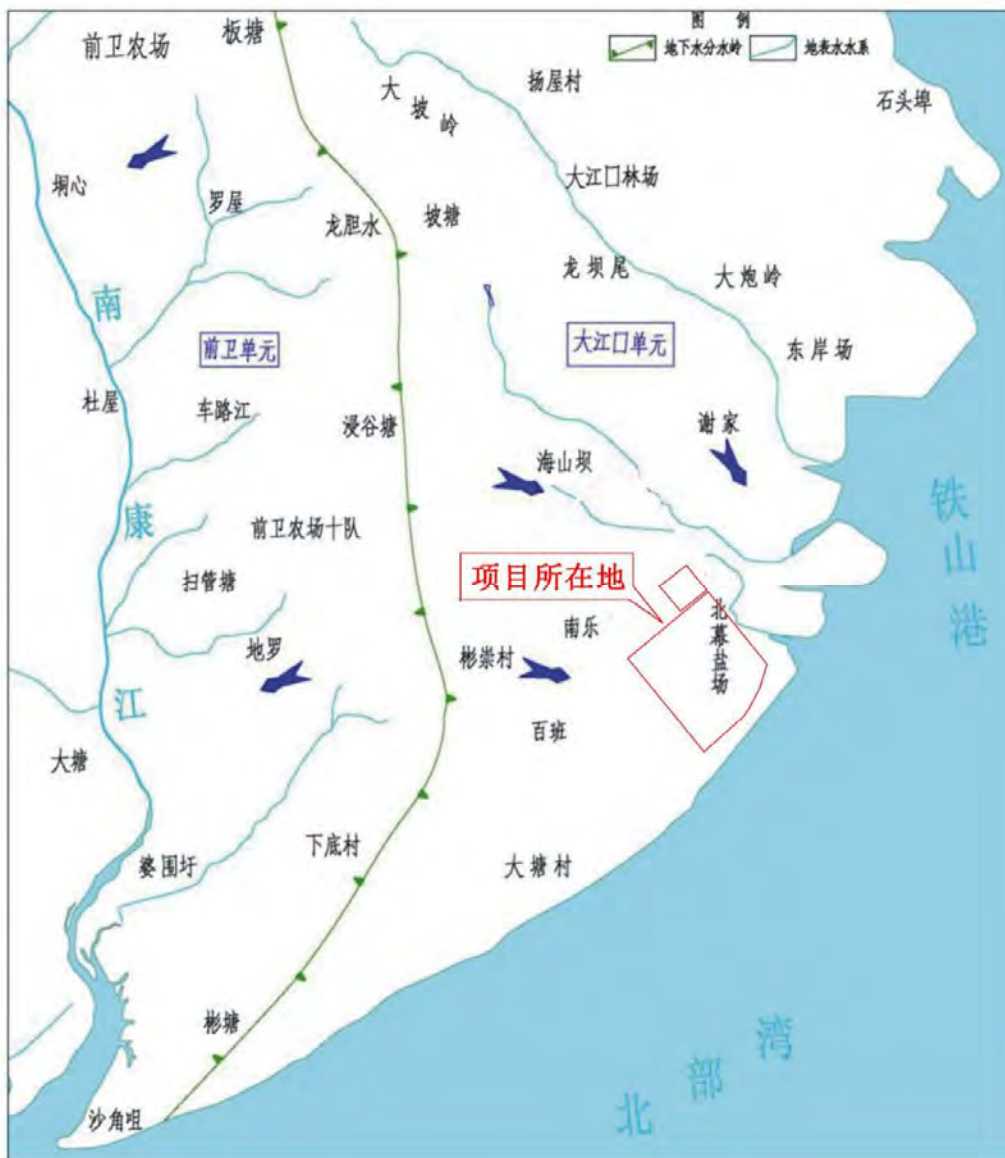 图 例
地下水分水岭 地表水水系
前卫农场
板塘
大坡岭
扬屋村
石头埠
垌心
罗屋
龙胆水
坡塘
大江口林场
龙坝尾
大炮岭
南康江
前卫单元
大江口单元
东岸场
杜屋
车路江
浸谷塘
谢家
海山坝
铁山港
前卫农场十队
扫管塘
项目所在地
南乐
北暮盐场
地罗
彬崇村
百班
大塘
下底村
婆围圩
大塘村
彬塘
北部湾
沙角咀